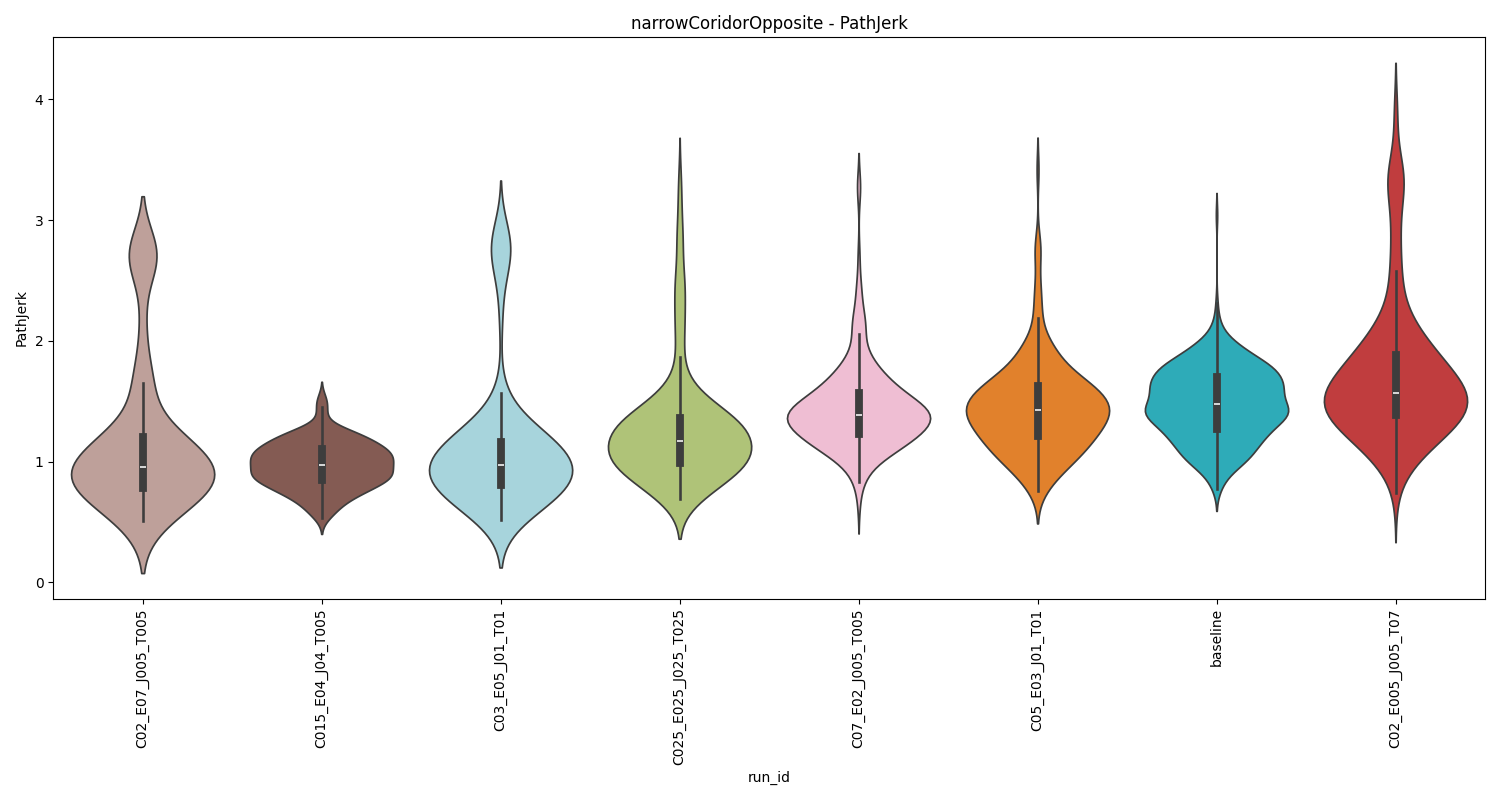 narrowCoridorOpposite - PathJerk
PathJerk
4
3
2
1
0
C02_E07_J005_T005
C015_E04_J04_T005
C03_E05_J01_T01
C025_E025_J025_T025
C07_E02_J005_T005
C05_E03_J01_T01
baseline
C02_E005_J005_T07
run_id